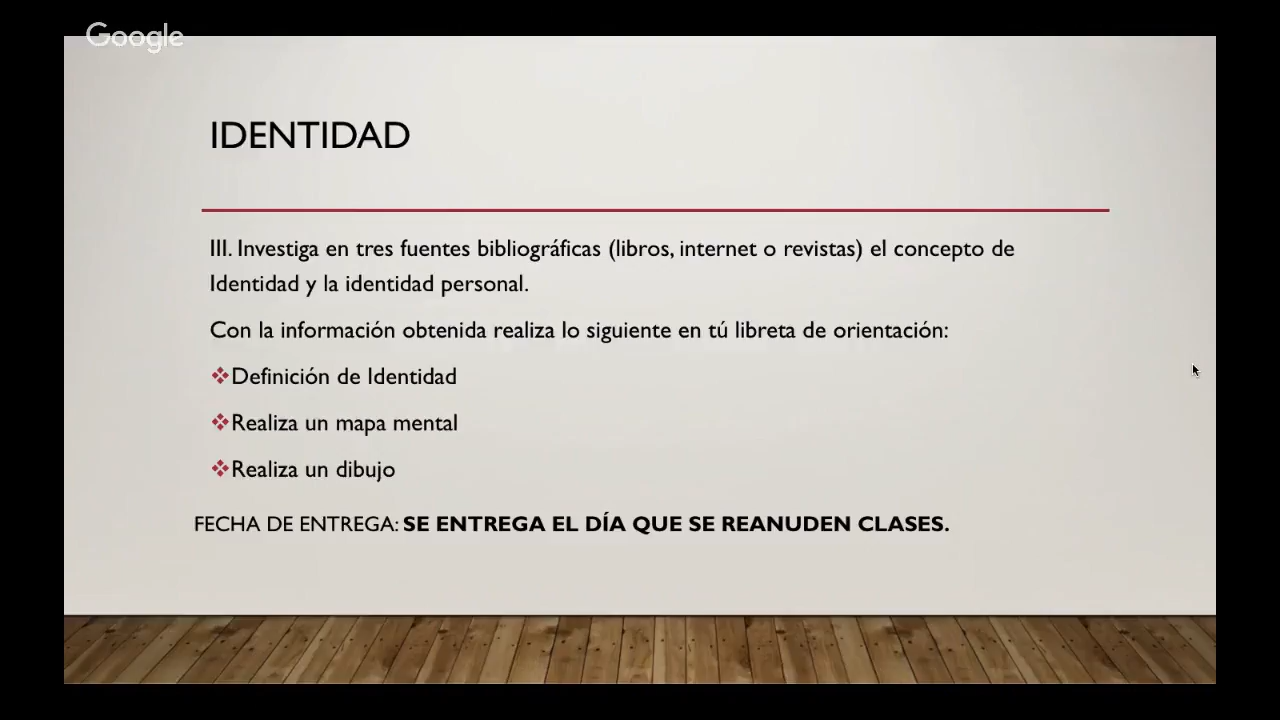 Google
IDENTIDAD
III. Investiga en tres fuentes bibliográficas (libros, internet o revistas) el concepto de
Identidad y la identidad personal.
Con la información obtenida realiza lo siguiente en tú libreta de orientación:
❖Definición de Identidad
❖Realiza un mapa mental
❖Realiza un dibujo
FECHA DE ENTREGA: SE ENTREGA EL DÍA QUE SE REANUDEN CLASES.